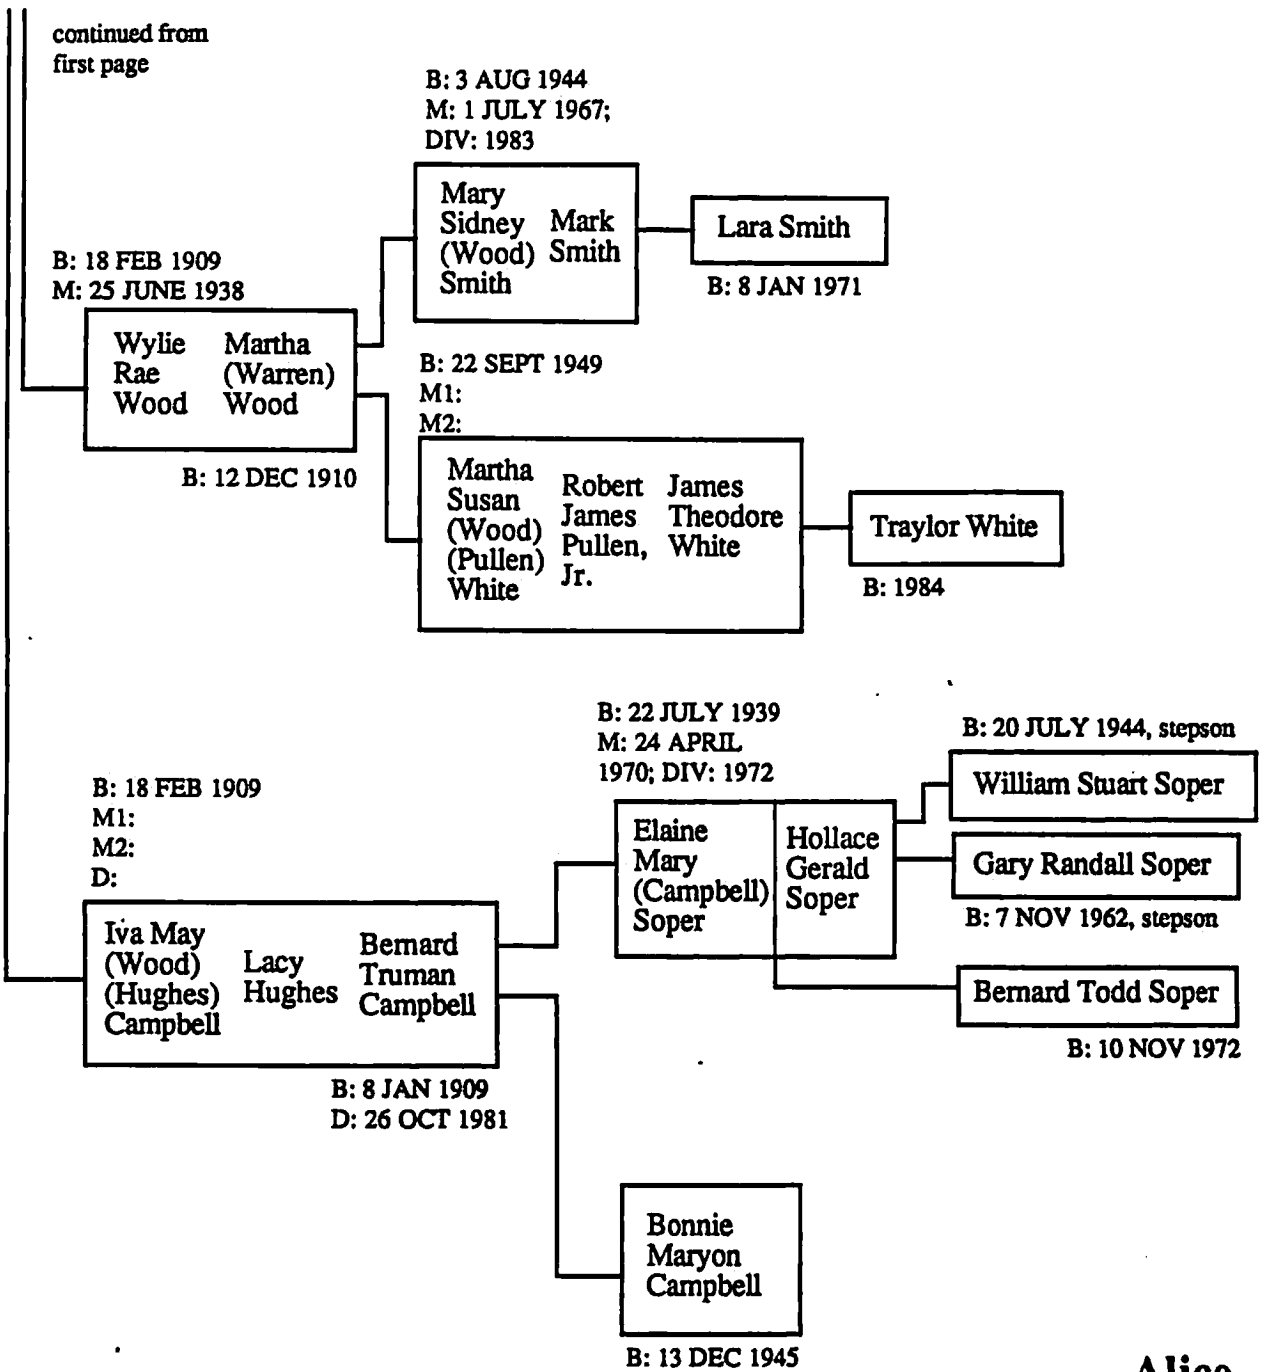 continued from
first page
B: 3 AUG 1944
M: 1 JULY 1967;
DIV: 1983
Mary
Sidney
(Wood)
Smith
Mark
Smith
Lara Smith
B: 8 JAN 1971
B: 18 FEB 1909
M: 25 JUNE 1938
Wylie
Rae
Wood
Martha
(Warren)
Wood
B: 12 DEC 1910
B: 22 SEPT 1949
M1:
M2:
Martha
Susan
(Wood)
(Pullen)
White
Robert
James
Pullen,
Jr.
James
Theodore
White
Traylor White
B: 1984
B: 18 FEB 1909
M1:
M2:
D:
Iva May
(Wood)
(Hughes)
Campbell
Lacy
Hughes
Bernard
Truman
Campbell
B: 8 JAN 1909
D: 26 OCT 1981
B: 22 JULY 1939
M: 24 APRIL
1970; DIV: 1972
Elaine
Mary
(Campbell)
Soper
Hollace
Gerald
Soper
B: 20 JULY 1944, stepson
William Stuart Soper
Gary Randall Soper
B: 7 NOV 1962, stepson
Bernard Todd Soper
B: 10 NOV 1972
Bonnie
Maryon
Campbell
B: 13 DEC 1945
Alice